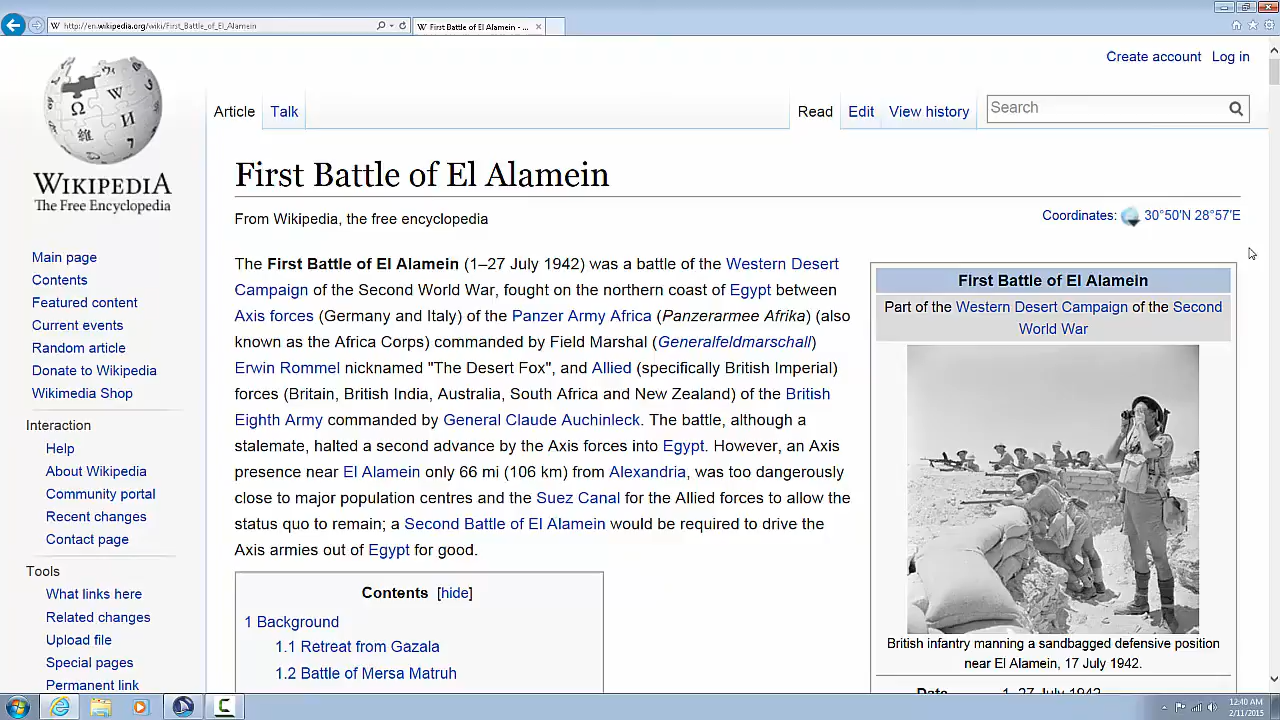 http://en.wikipedia.org/wiki/First_Battle_of_El_Alamein
First Battle of El Alamein - ...
Create account Log in
Article Talk Read Edit View history Search
WIKIPEDIA
The Free Encyclopedia
First Battle of El Alamein
From Wikipedia, the free encyclopedia
Coordinates: 30°50′N 28°57′E
Main page
Contents
Featured content
Current events
Random article
Donate to Wikipedia
Wikimedia Shop
Interaction
Help
About Wikipedia
Community portal
Recent changes
Contact page
Tools
What links here
Related changes
Upload file
Special pages
Permanent link
The First Battle of El Alamein (1–27 July 1942) was a battle of the Western Desert
Campaign of the Second World War, fought on the northern coast of Egypt between
Axis forces (Germany and Italy) of the Panzer Army Africa (Panzerarmee Afrika) (also
known as the Africa Corps) commanded by Field Marshal (Generalfeldmarschall)
Erwin Rommel nicknamed "The Desert Fox", and Allied (specifically British Imperial)
forces (Britain, British India, Australia, South Africa and New Zealand) of the British
Eighth Army commanded by General Claude Auchinleck. The battle, although a
stalemate, halted a second advance by the Axis forces into Egypt. However, an Axis
presence near El Alamein only 66 mi (106 km) from Alexandria, was too dangerously
close to major population centres and the Suez Canal for the Allied forces to allow the
status quo to remain; a Second Battle of El Alamein would be required to drive the
Axis armies out of Egypt for good.
Contents [hide]
1 Background
1.1 Retreat from Gazala
1.2 Battle of Mersa Matruh
First Battle of El Alamein
Part of the Western Desert Campaign of the Second
World War
British infantry manning a sandbagged defensive position
near El Alamein, 17 July 1942.
Date 1–27 July 1942
12:40 AM
2/11/2015